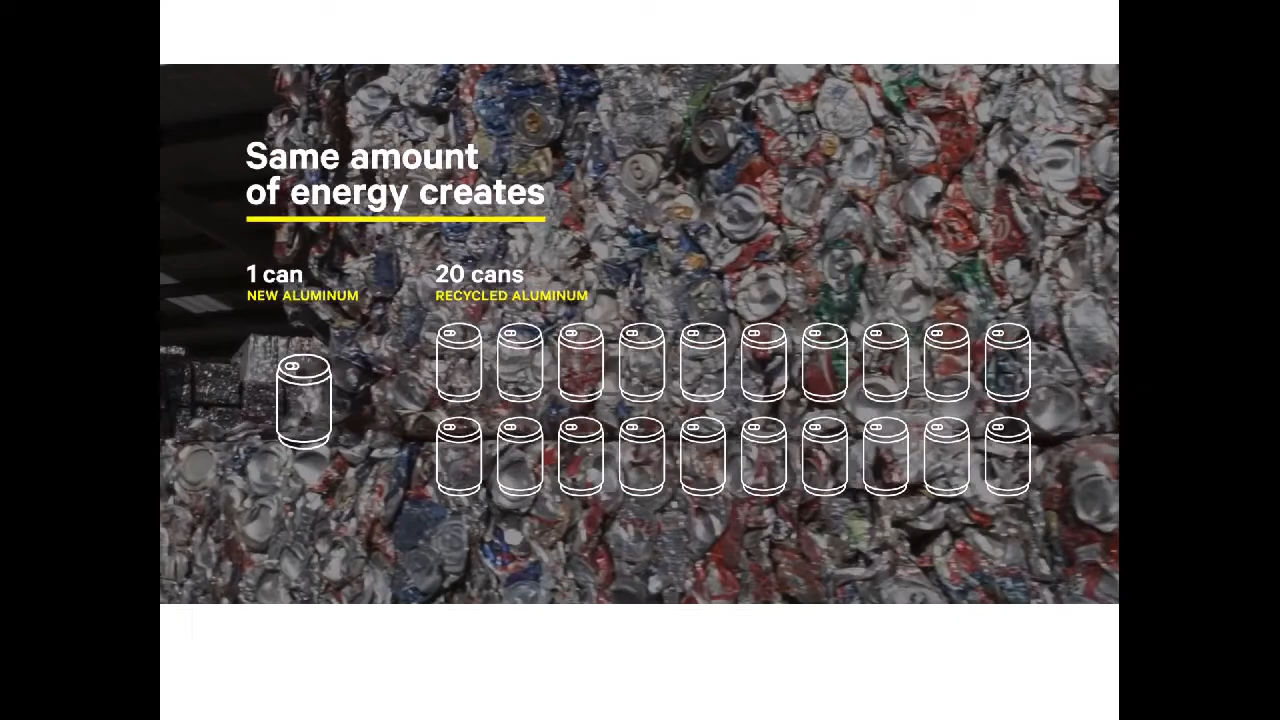 Same amount
of energy creates
1 can
NEW ALUMINUM
20 cans
RECYCLED ALUMINUM